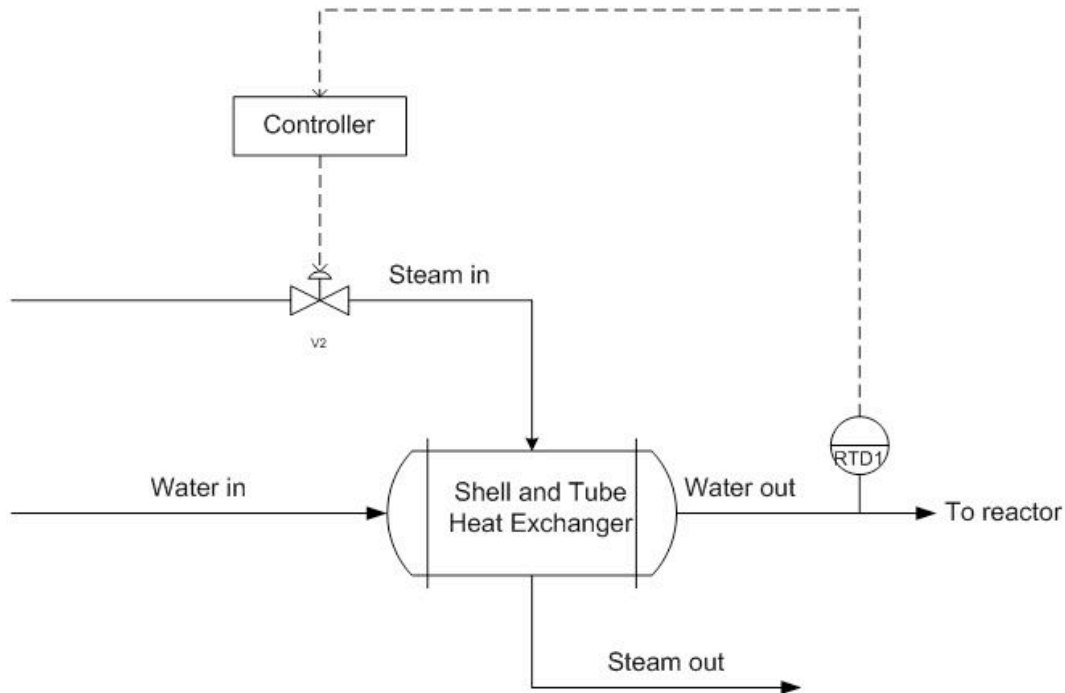 Controller
Steam in
V2
RTD1
Water in
Shell and Tube
Heat Exchanger
Water out
To reactor
Steam out